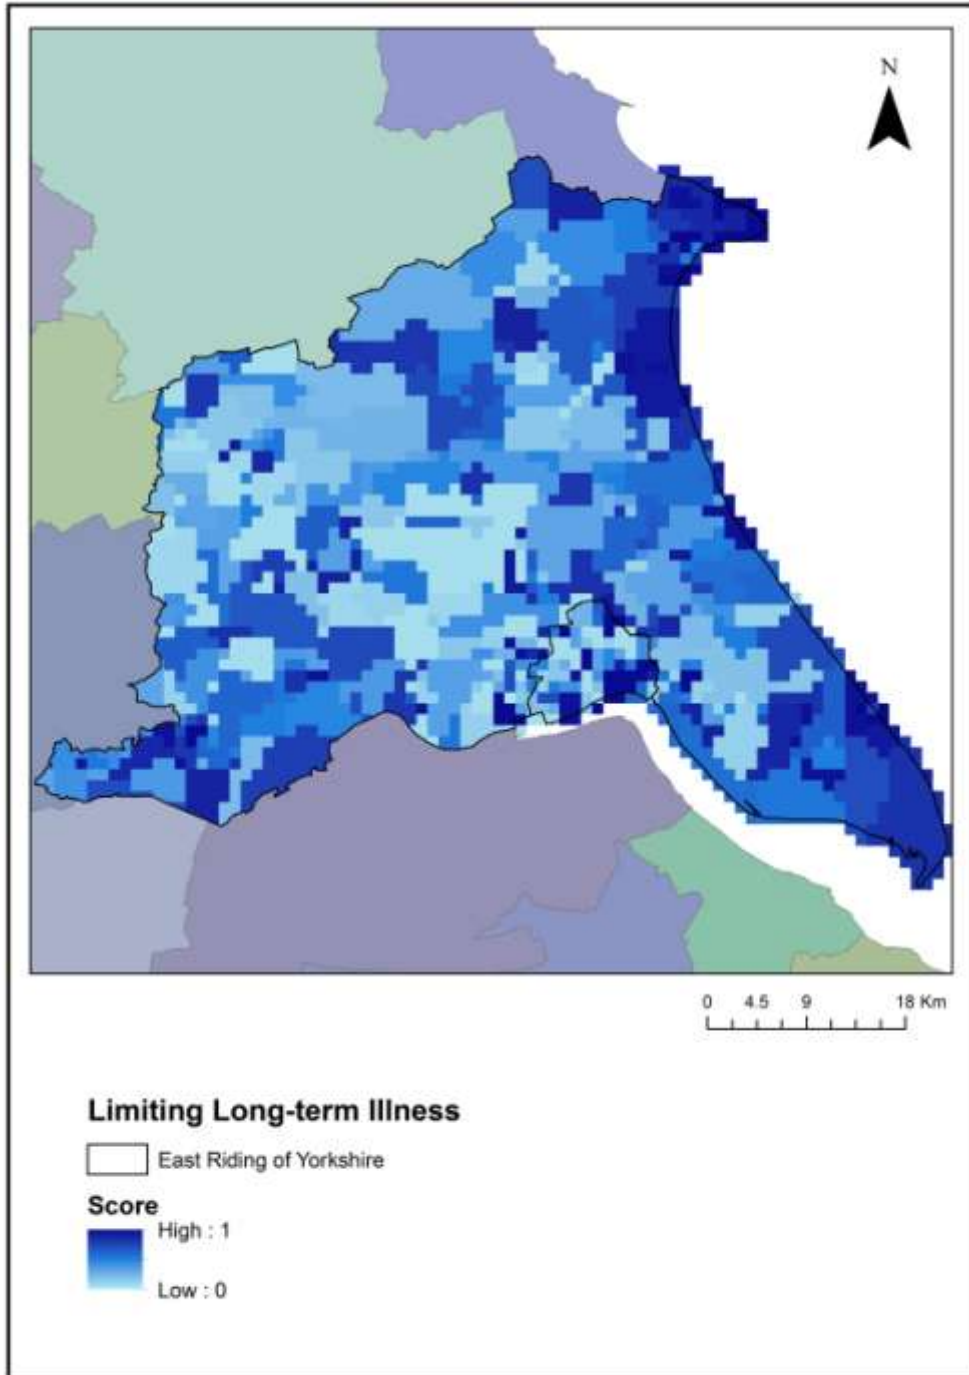 N
0 4.5 9 18 Km
Limiting Long-term Illness
East Riding of Yorkshire
Score
High : 1
Low : 0